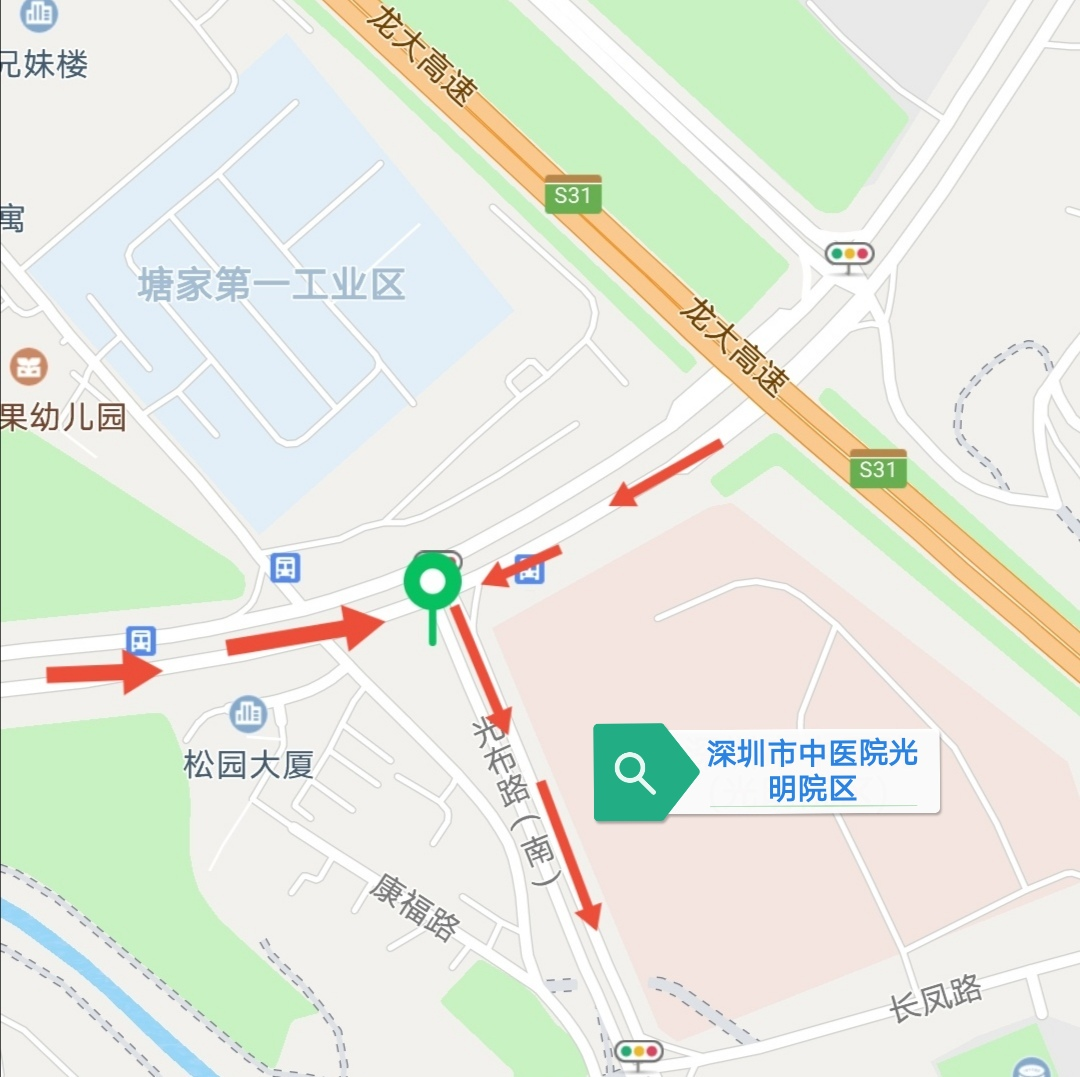 龙大高速
兄妹楼
S31
寓
塘家第一工业区
龙大高速
果幼儿园
S31
松园大厦
光布路(南)
深圳市中医院光
明院区
康福路
长凤路